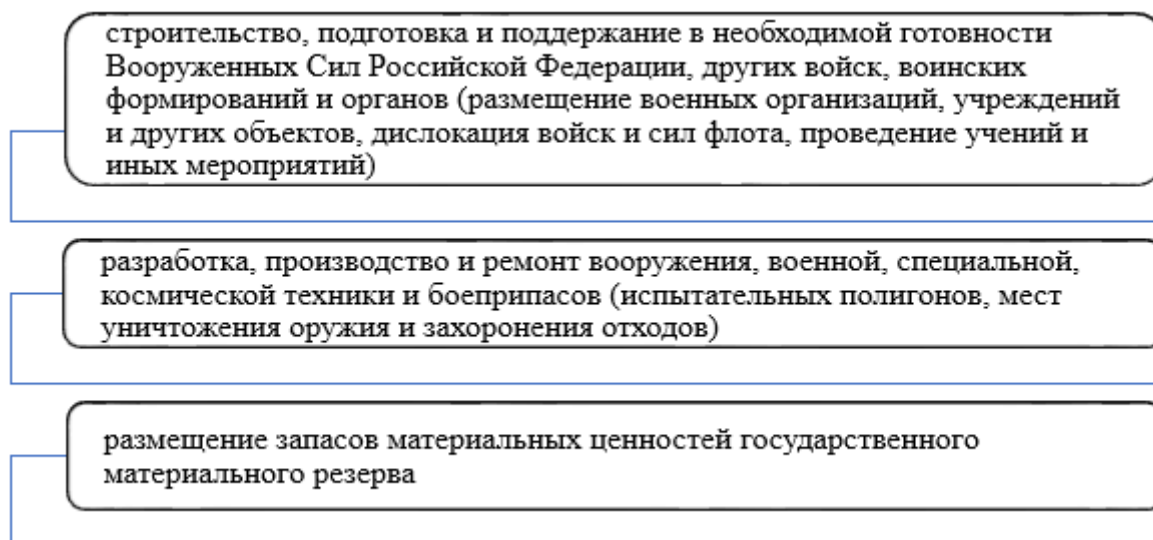 строительство, подготовка и поддержание в необходимой готовности
Вооруженных Сил Российской Федерации, других войск, воинских
формирований и органов (размещение военных организаций, учреждений
и других объектов, дислокация войск и сил флота, проведение учений и
иных мероприятий)
разработка, производство и ремонт вооружения, военной, специальной,
космической техники и боеприпасов (испытательных полигонов, мест
уничтожения оружия и захоронения отходов)
размещение запасов материальных ценностей государственного
материального резерва